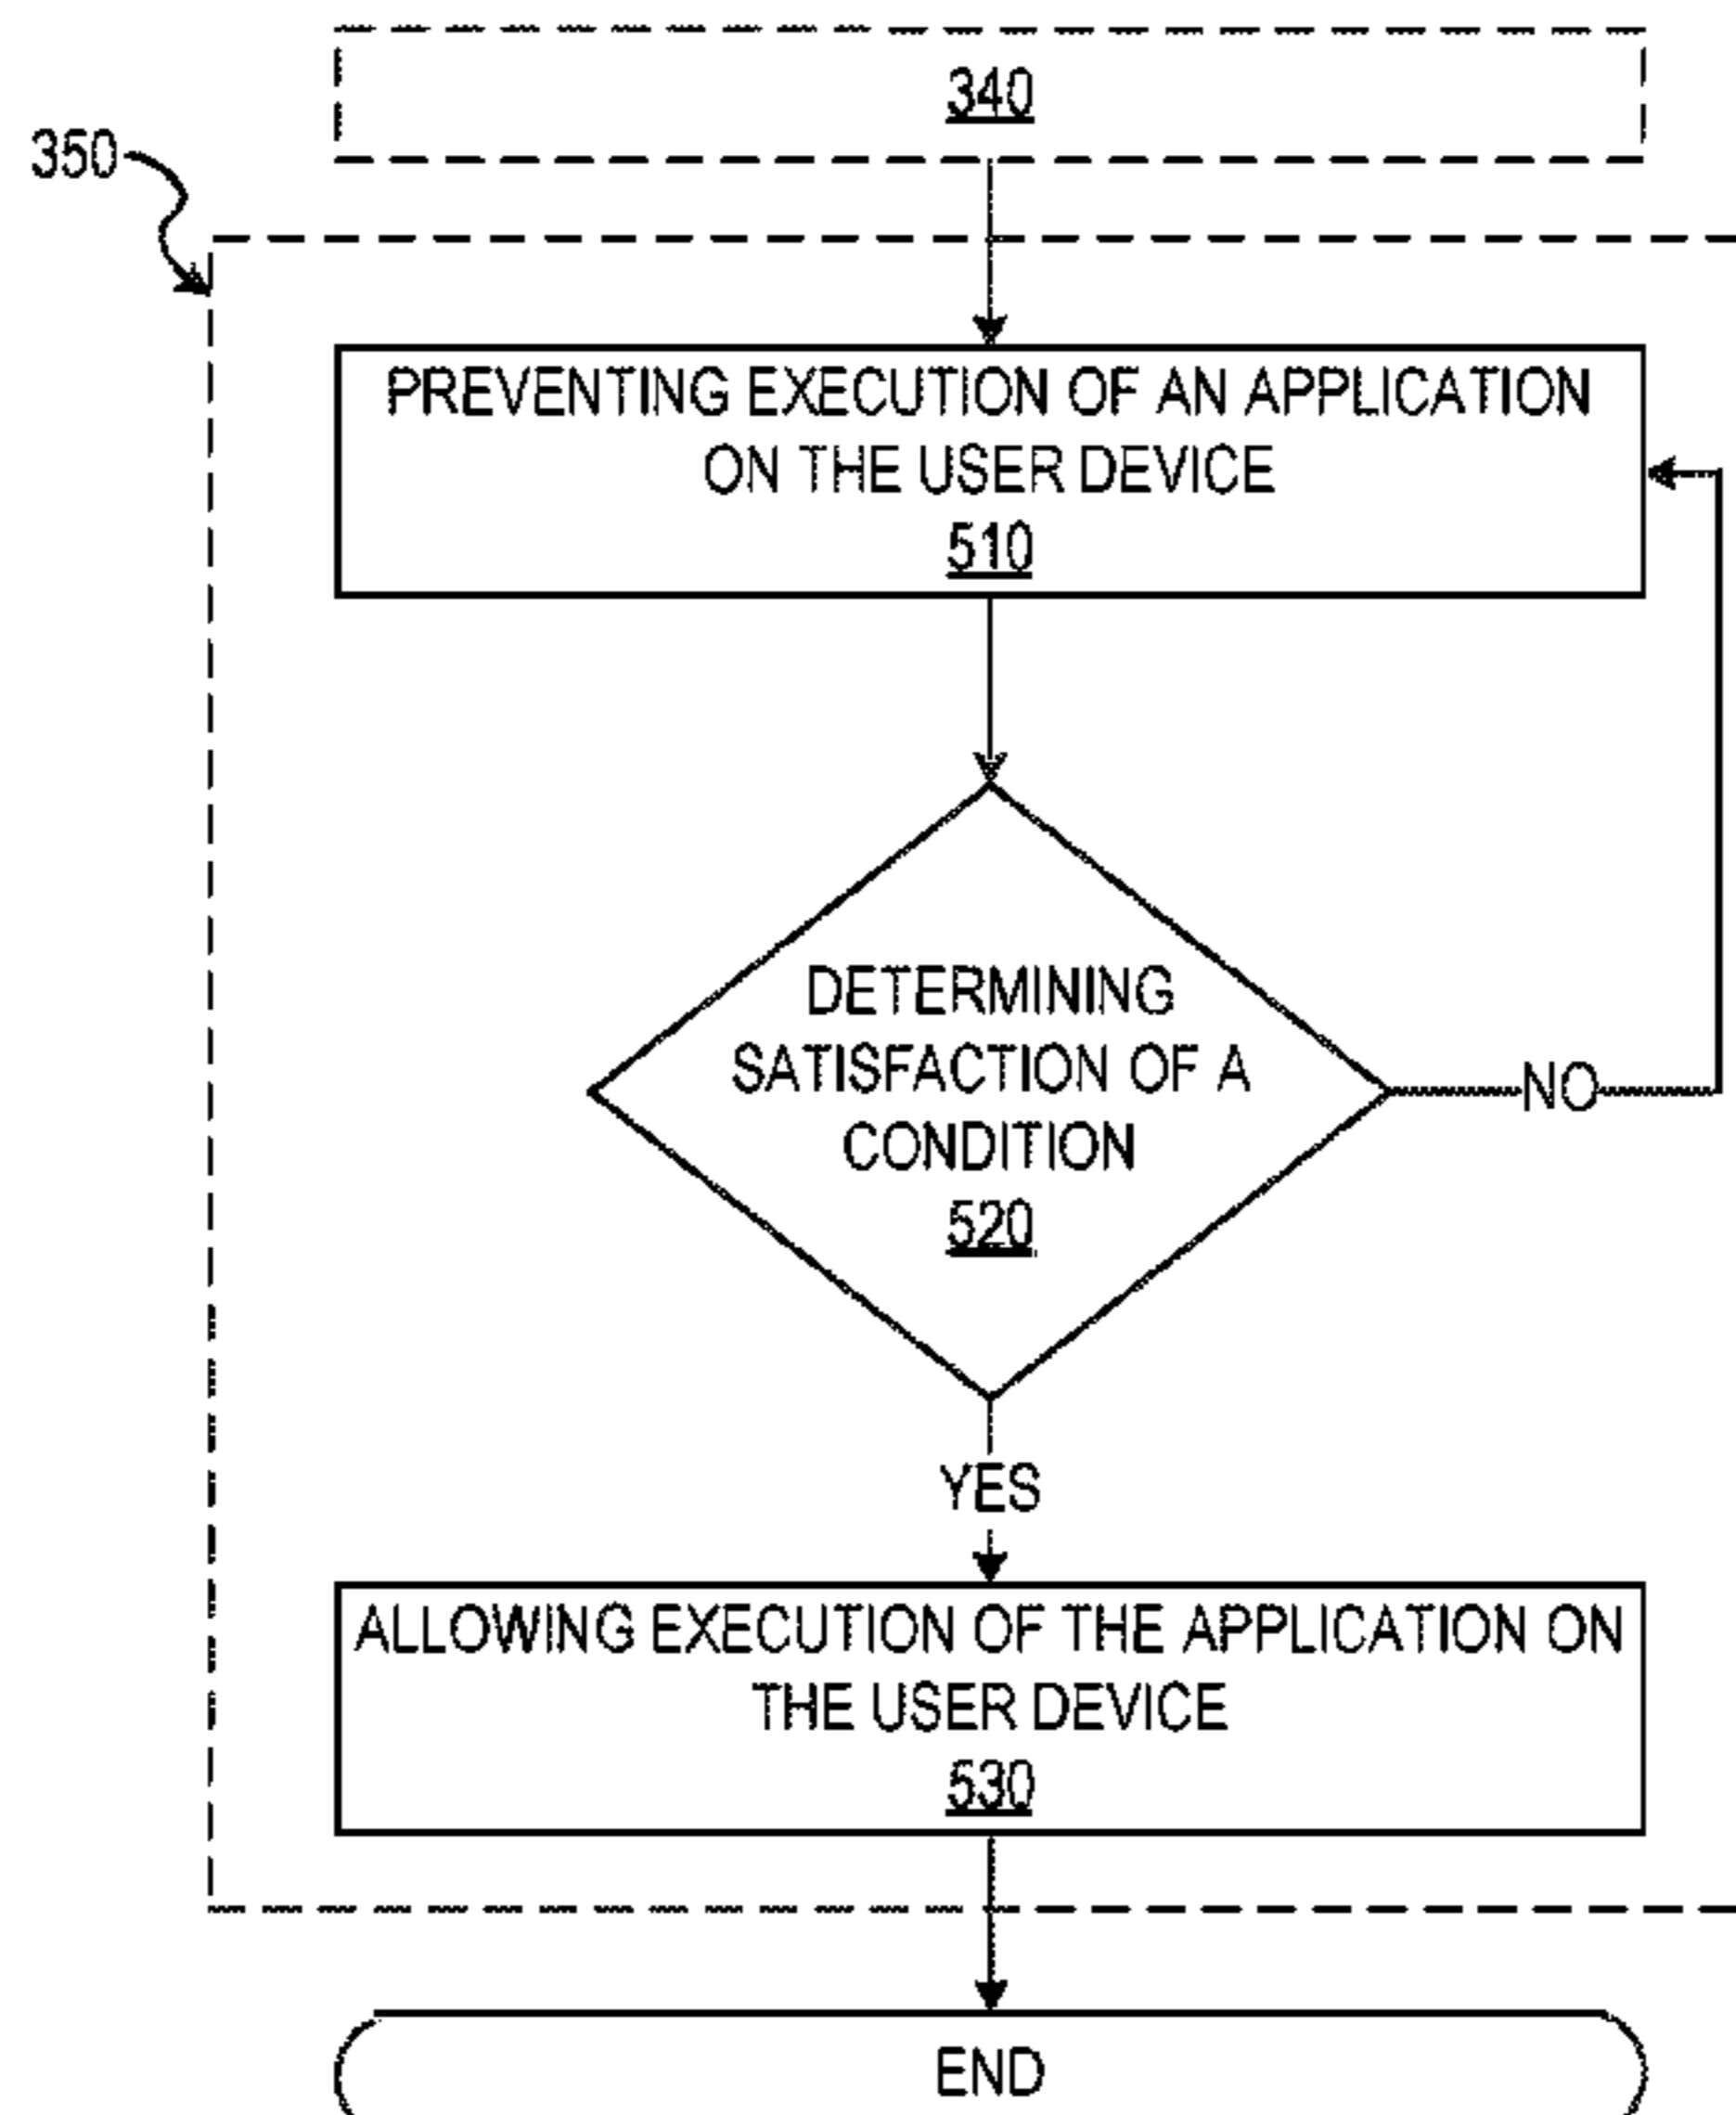 340
350
PREVENTING EXECUTION OF AN APPLICATION
ON THE USER DEVICE
510
DETERMINING
SATISFACTION OF A
CONDITION
520
NO
YES
ALLOWING EXECUTION OF THE APPLICATION ON
THE USER DEVICE
530
END